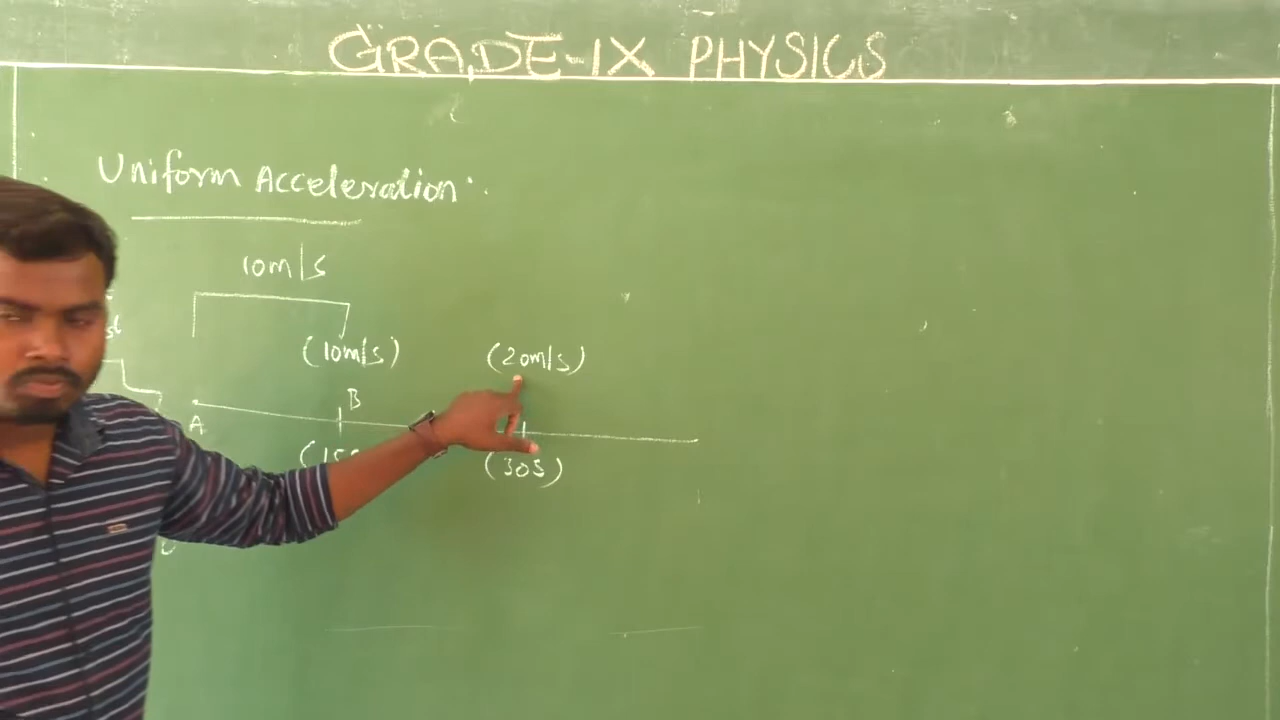 GRADE-IX PHYSICS
Uniform Acceleration
10m/s
(10m/s) (20m/s)
A B
(30s)